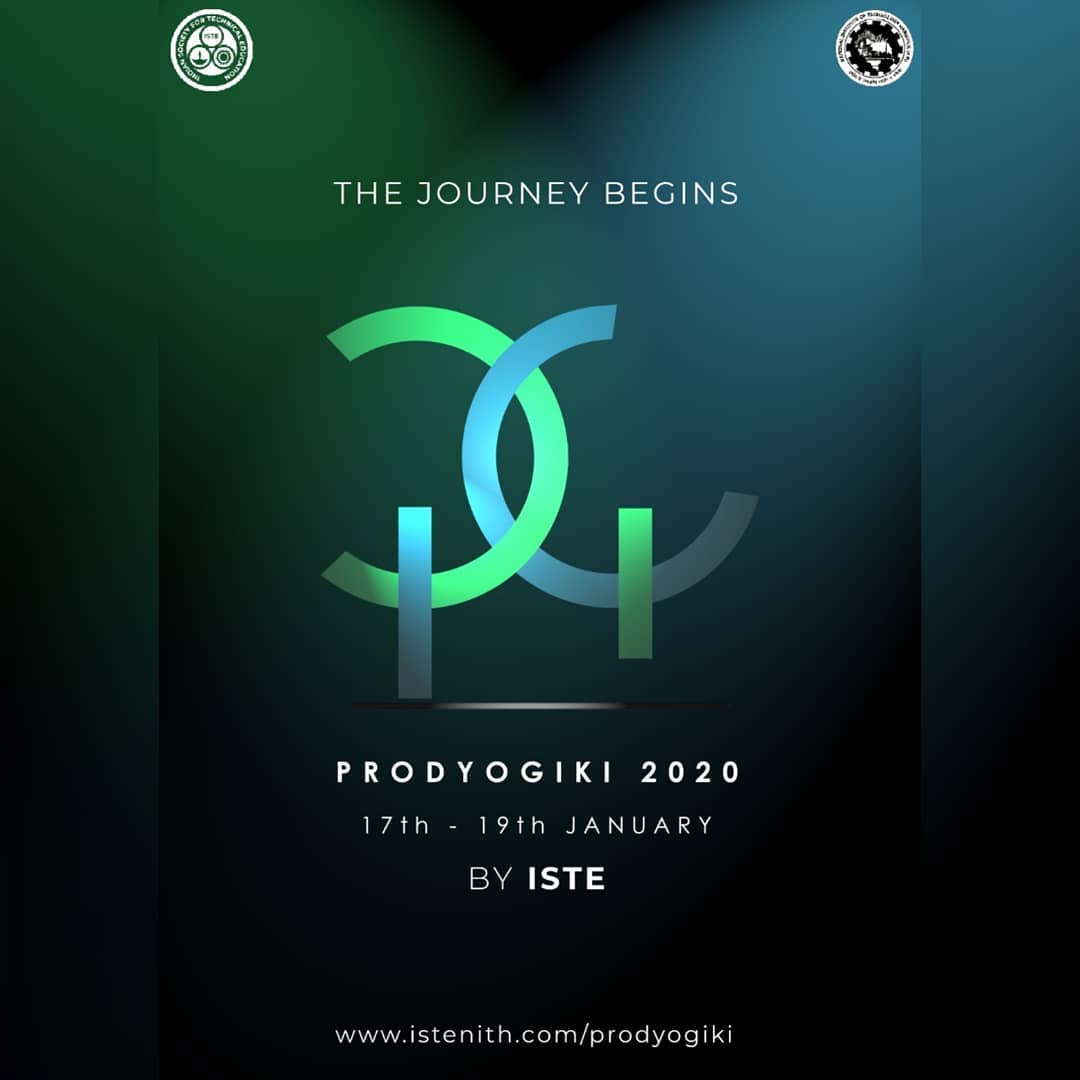 INDIAN SOCIETY FOR TECHNICAL EDUCATION
ISTE
THE JOURNEY BEGINS
PRODYOGIKI 2020
17th - 19th JANUARY
BY ISTE
www.istenith.com/prodyogiki